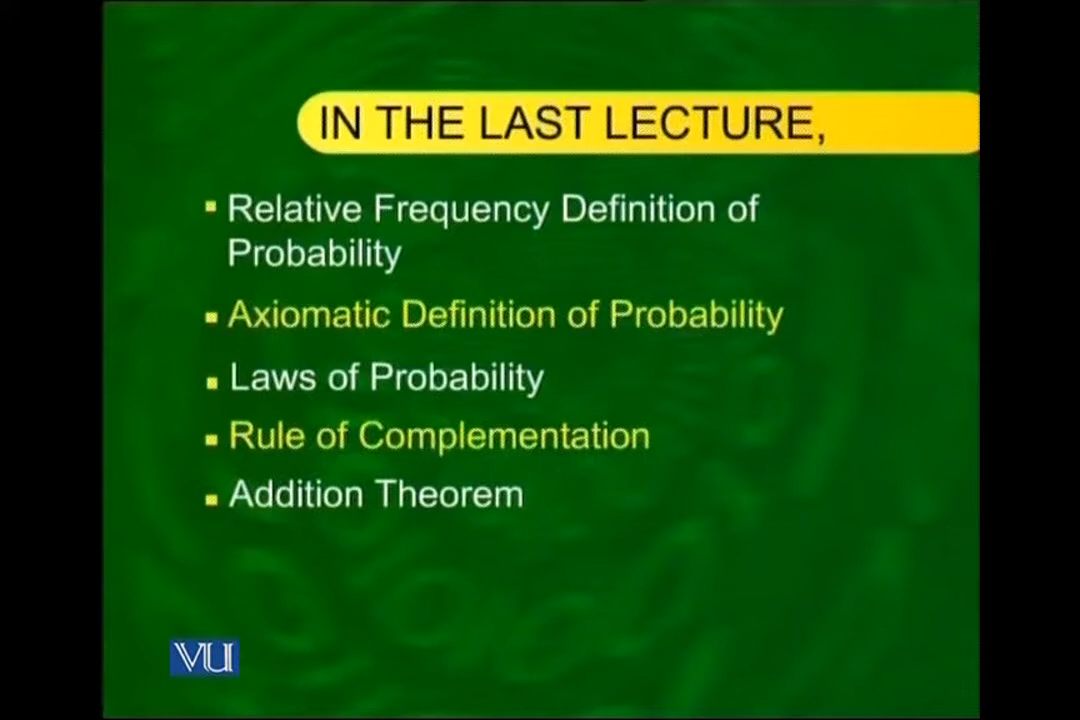 IN THE LAST LECTURE,
Relative Frequency Definition of
Probability
Axiomatic Definition of Probability
Laws of Probability
Rule of Complementation
Addition Theorem
VU